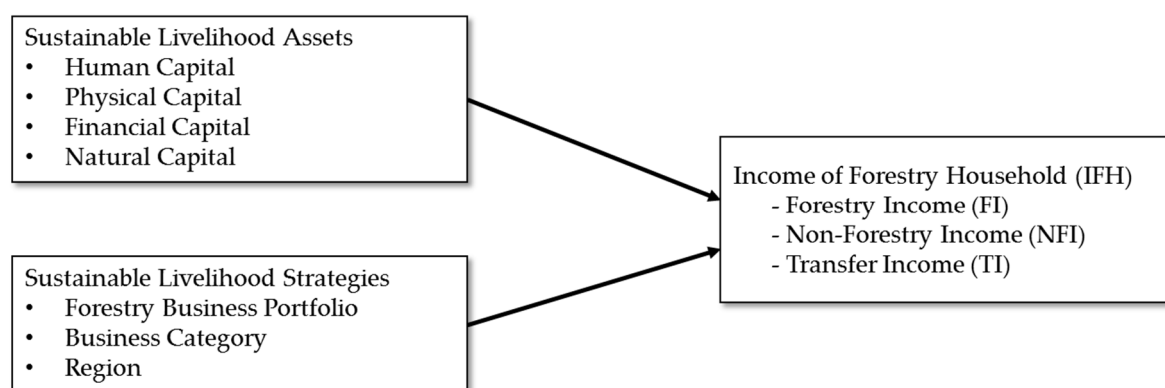 Sustainable Livelihood Assets
• Human Capital
• Physical Capital
• Financial Capital
• Natural Capital
Income of Forestry Household (IFH)
- Forestry Income (FI)
- Non-Forestry Income (NFI)
- Transfer Income (TI)
Sustainable Livelihood Strategies
• Forestry Business Portfolio
• Business Category
• Region